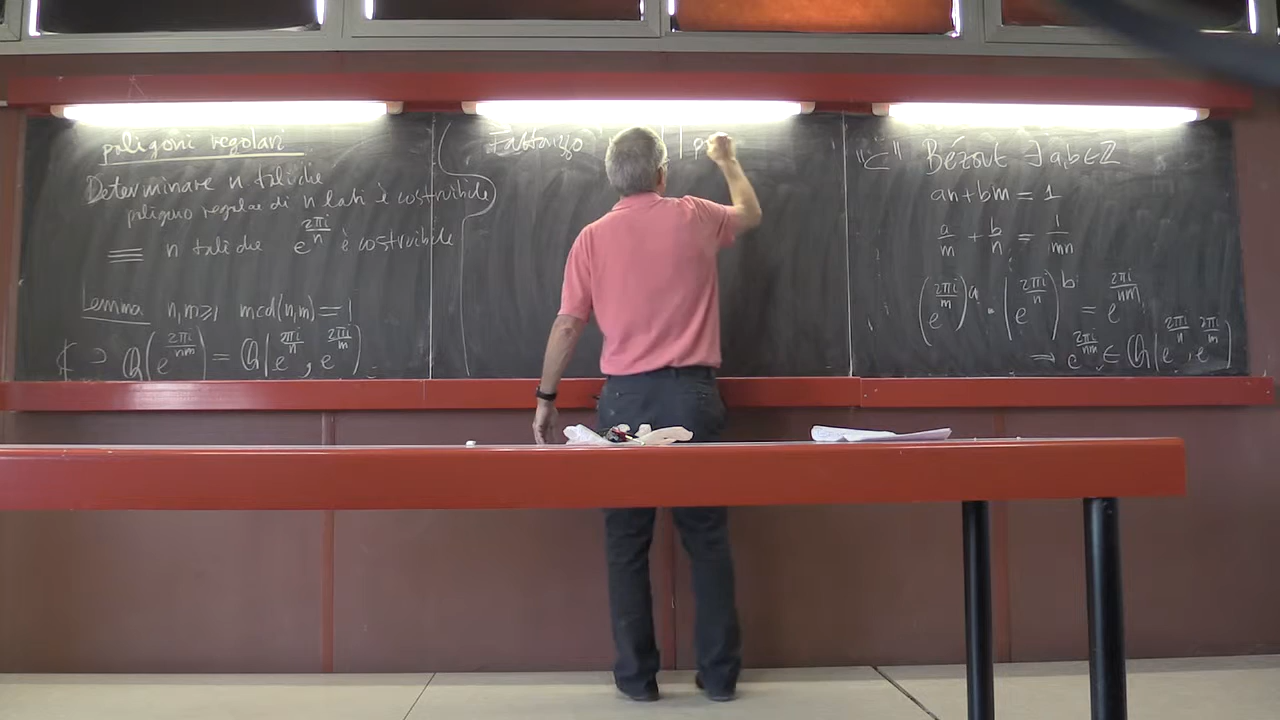 poligoni regolari
Determinare n tali che
poligono regolare di n lati è costruibile
≡ n tali che e^{2πi/n} è costruibile
Lemma n,m≥1 mcd(n,m)=1
ℂ ⊃ ℚ(e^{2πi/nm}) = ℚ(e^{2πi/n}, e^{2πi/m})
Fattorizzo
"⊂" Bézout ∃ a,b∈ℤ
an+bm=1
a/m + b/n = 1/mn
(e^{2πi/m})^a · (e^{2πi/n})^b = e^{2πi/nm}
⇒ e^{2πi/nm} ∈ ℚ(e^{2πi/n}, e^{2πi/m})